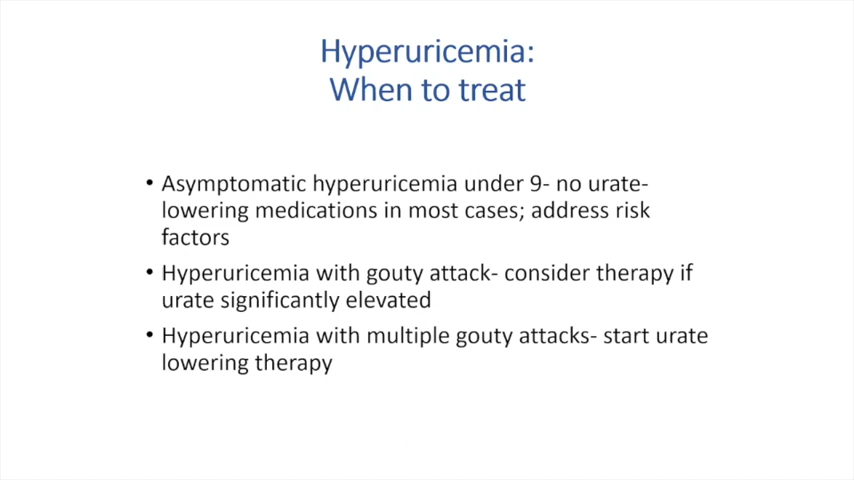 Hyperuricemia:
When to treat
• Asymptomatic hyperuricemia under 9- no urate-
lowering medications in most cases; address risk
factors
• Hyperuricemia with gouty attack- consider therapy if
urate significantly elevated
• Hyperuricemia with multiple gouty attacks- start urate
lowering therapy